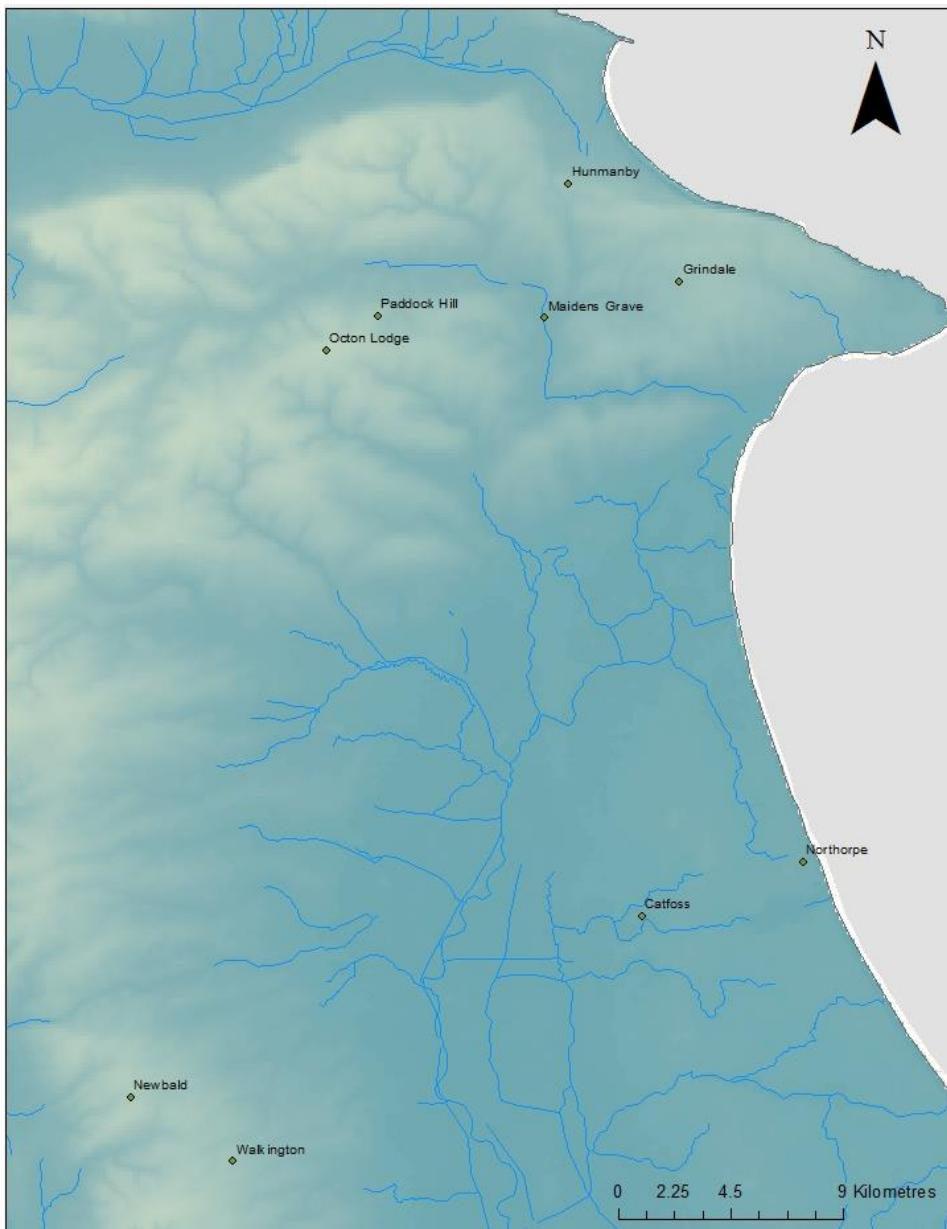 N
Hunmanby
Grindale
Paddock Hill
Maidens Grave
Octon Lodge
Northorpe
Catfoss
Newbald
Walkington
0 2.25 4.5 9 Kilometres